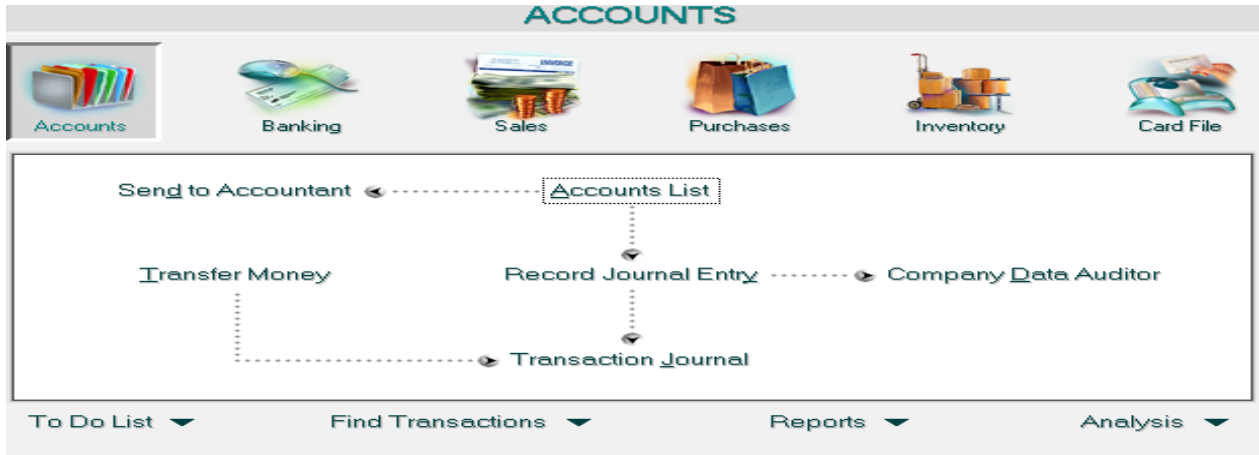 ACCOUNTS
INVOICE
Accounts Banking Sales Purchases Inventory Card File
Send to Accountant Accounts List
Transfer Money Record Journal Entry Company Data Auditor
Transaction Journal
To Do List Find Transactions Reports Analysis